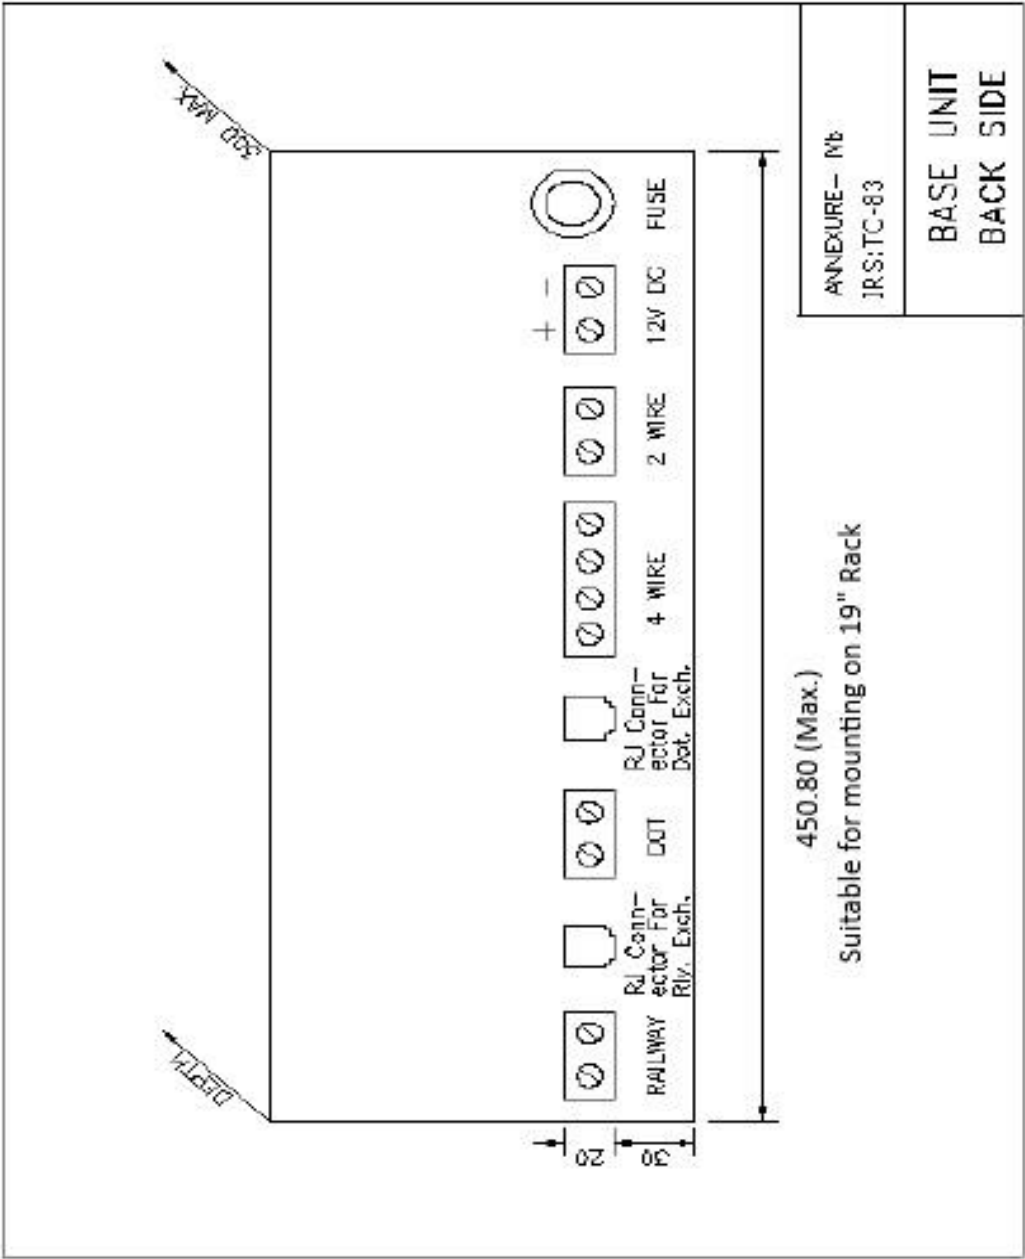 DEPTH
300 MAX
+ −
RAILWAY
RJ Conn-
ector For
Rly. Exch.
DOT
RJ Conn-
ector For
Dot. Exch.
4 WIRE
2 WIRE
12V DC
FUSE
20
30
450.80 (Max.)
Suitable for mounting on 19" Rack
ANNEXURE- IVb
IRS:TC-83
BASE UNIT
BACK SIDE